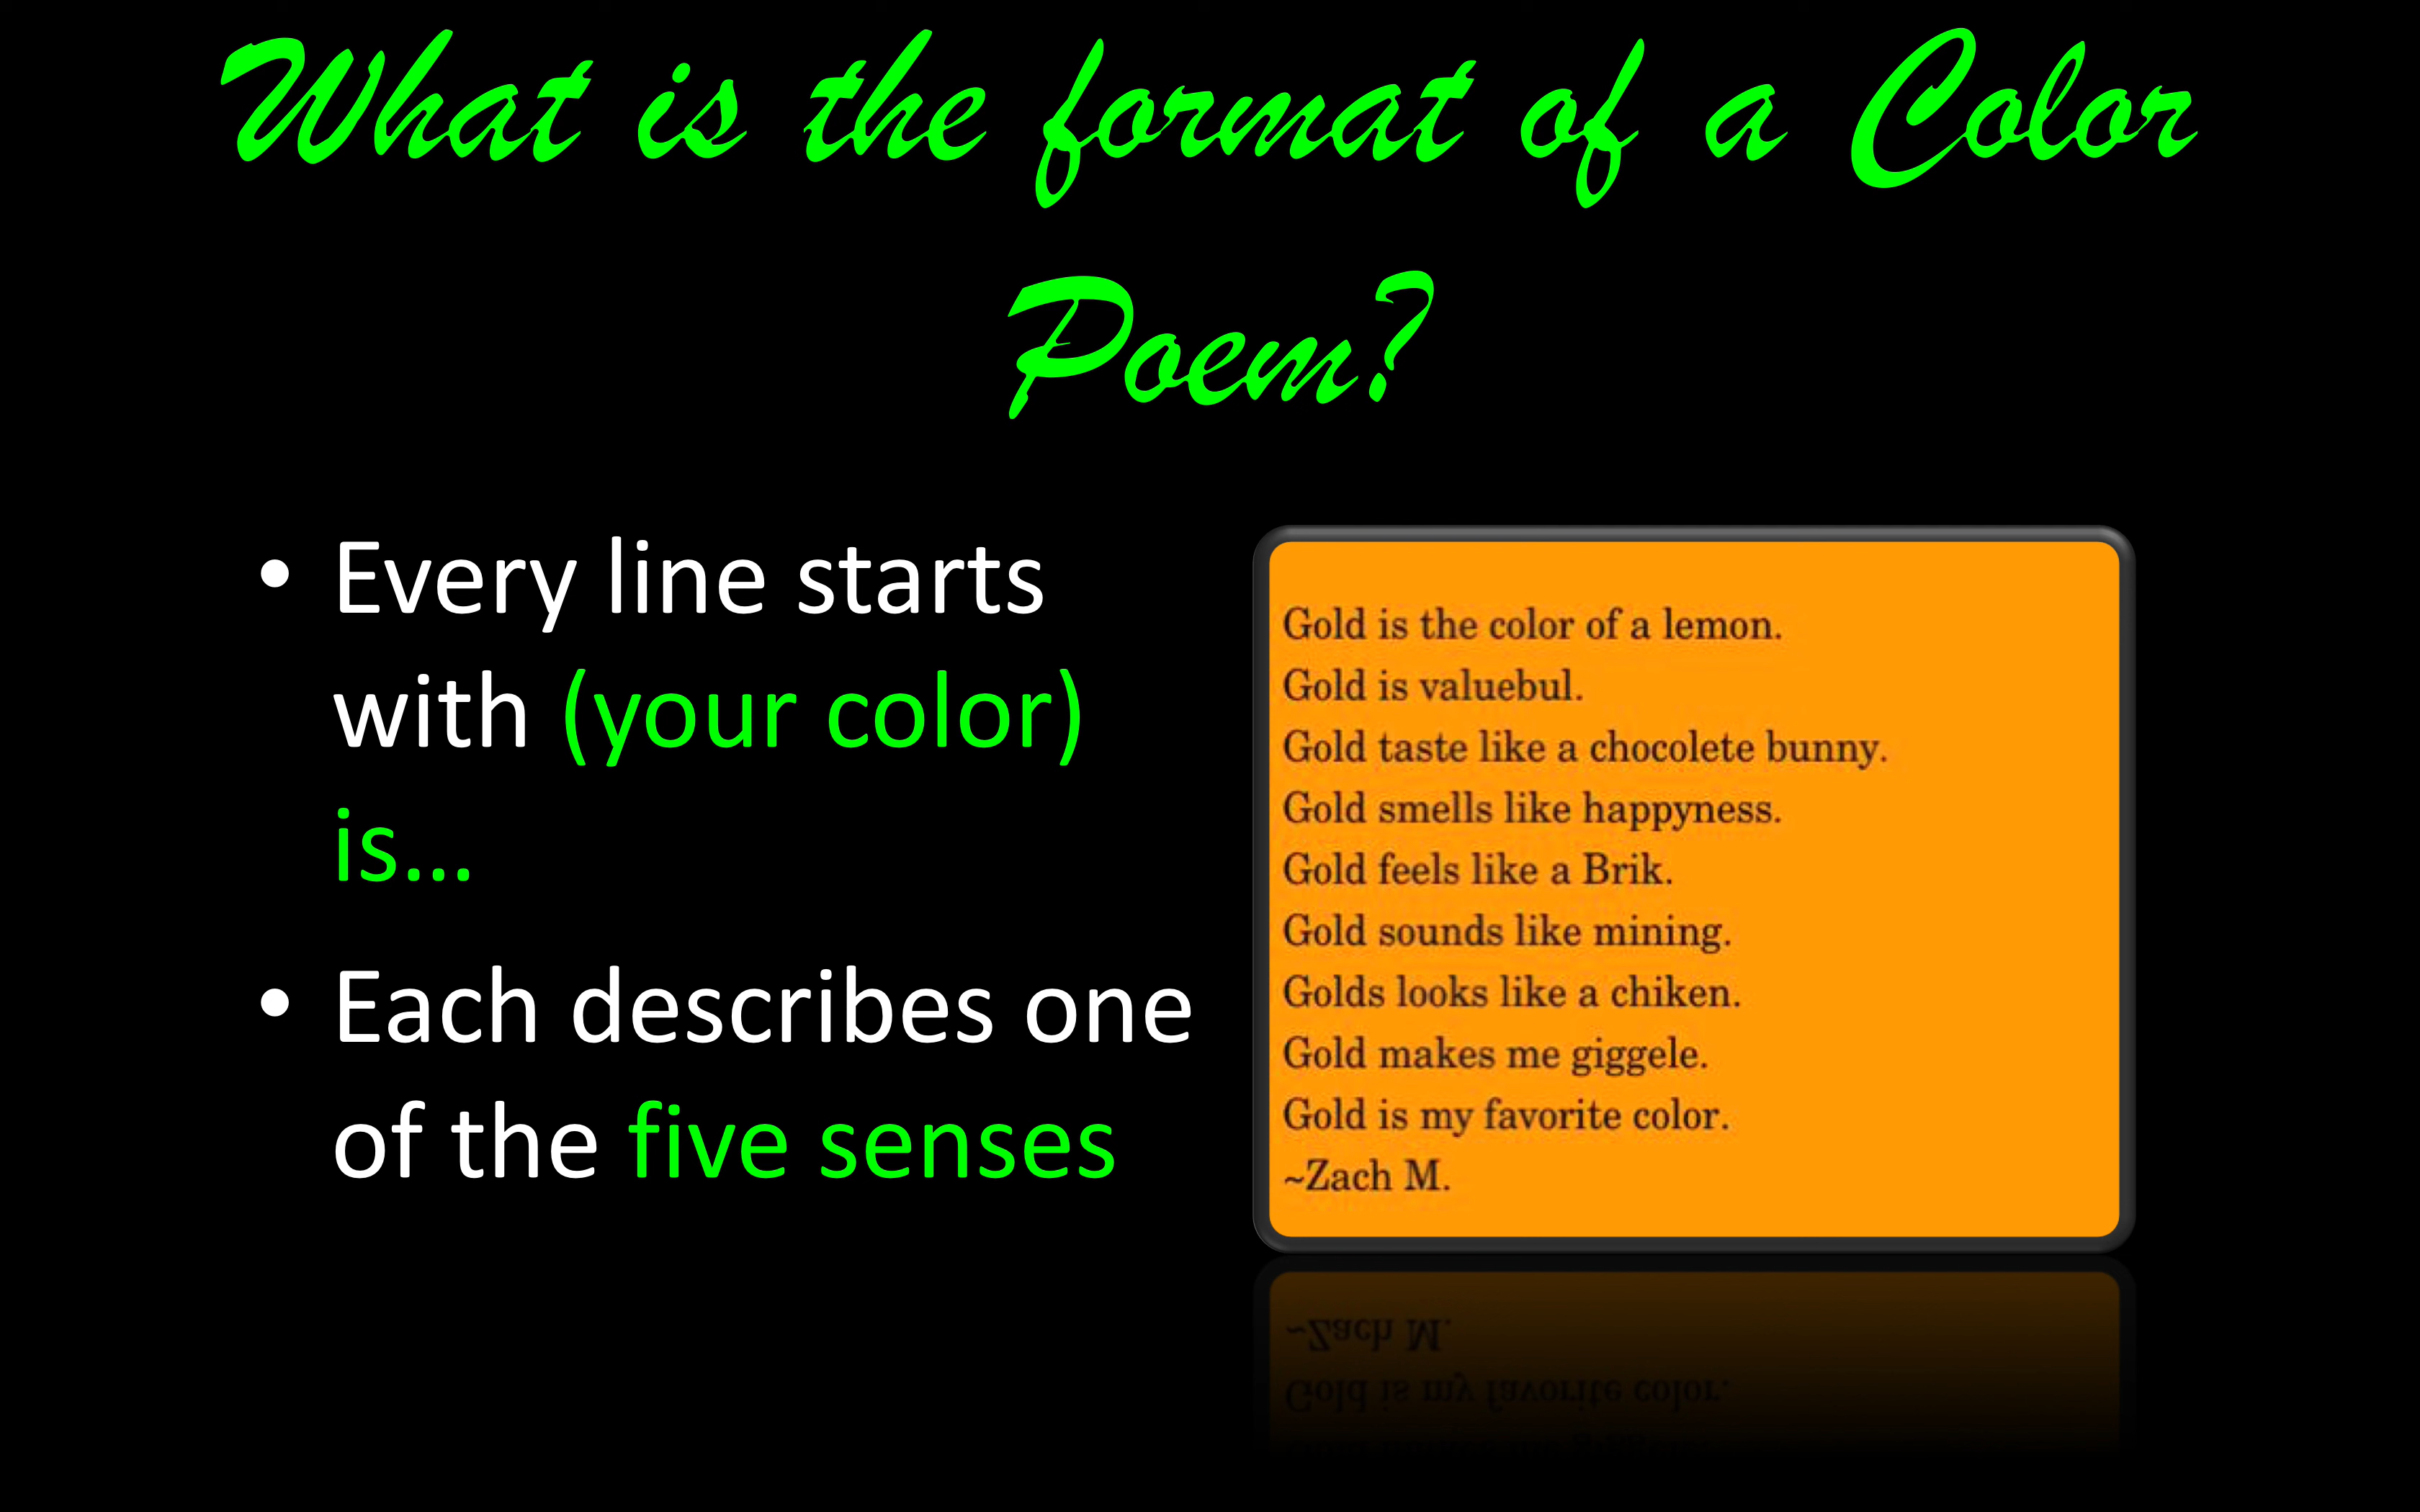 What is the format of a Color
Poem?
• Every line starts
with (your color)
is...
• Each describes one
of the five senses
Gold is the color of a lemon.
Gold is valuebul.
Gold taste like a chocolete bunny.
Gold smells like happyness.
Gold feels like a Brik.
Gold sounds like mining.
Golds looks like a chiken.
Gold makes me giggele.
Gold is my favorite color.
~Zach M.